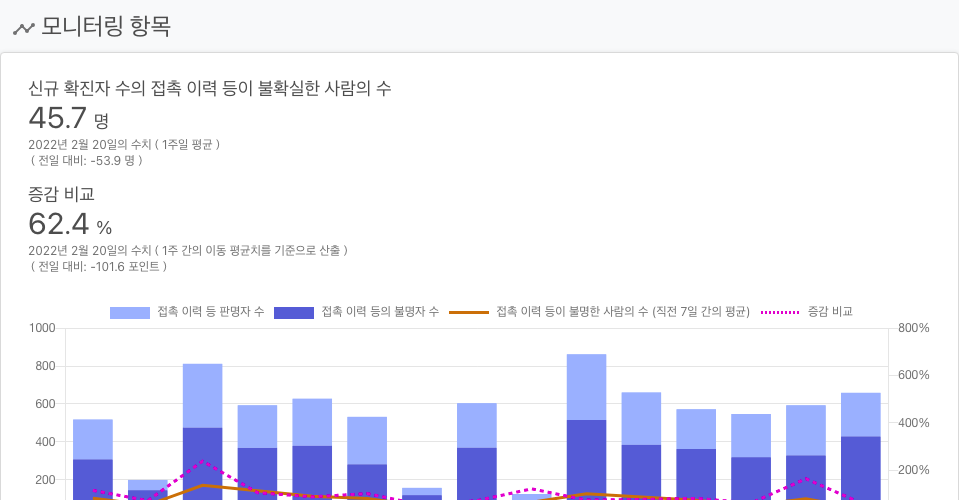 모니터링 항목
신규 확진자 수의 접촉 이력 등이 불확실한 사람의 수
45.7 명
2022년 2월 20일의 수치 ( 1주일 평균 )
( 전일 대비: -53.9 명 )
증감 비교
62.4 %
2022년 2월 20일의 수치 ( 1주 간의 이동 평균치를 기준으로 산출 )
( 전일 대비: -101.6 포인트 )
접촉 이력 등 판명자 수 접촉 이력 등의 불명자 수 접촉 이력 등이 불명한 사람의 수 (직전 7일 간의 평균) 증감 비교
1000 800%
800
600%
600
400 400%
200 200%